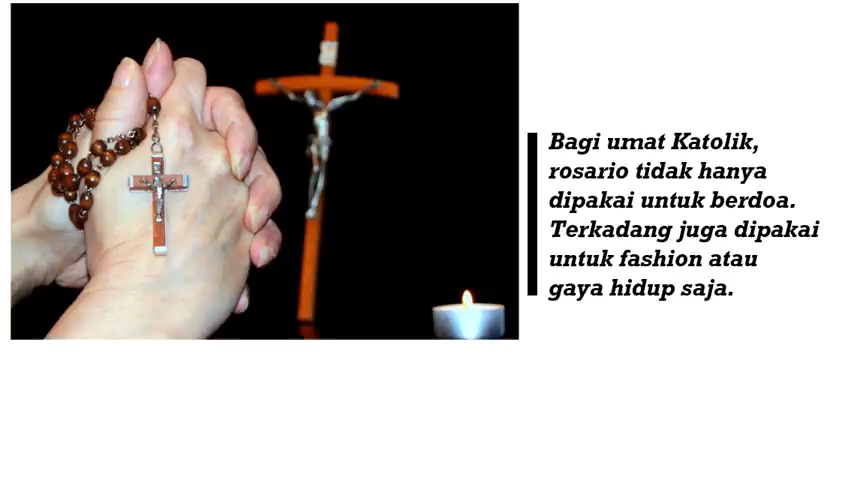 Bagi umat Katolik,
rosario tidak hanya
dipakai untuk berdoa.
Terkadang juga dipakai
untuk fashion atau
gaya hidup saja.